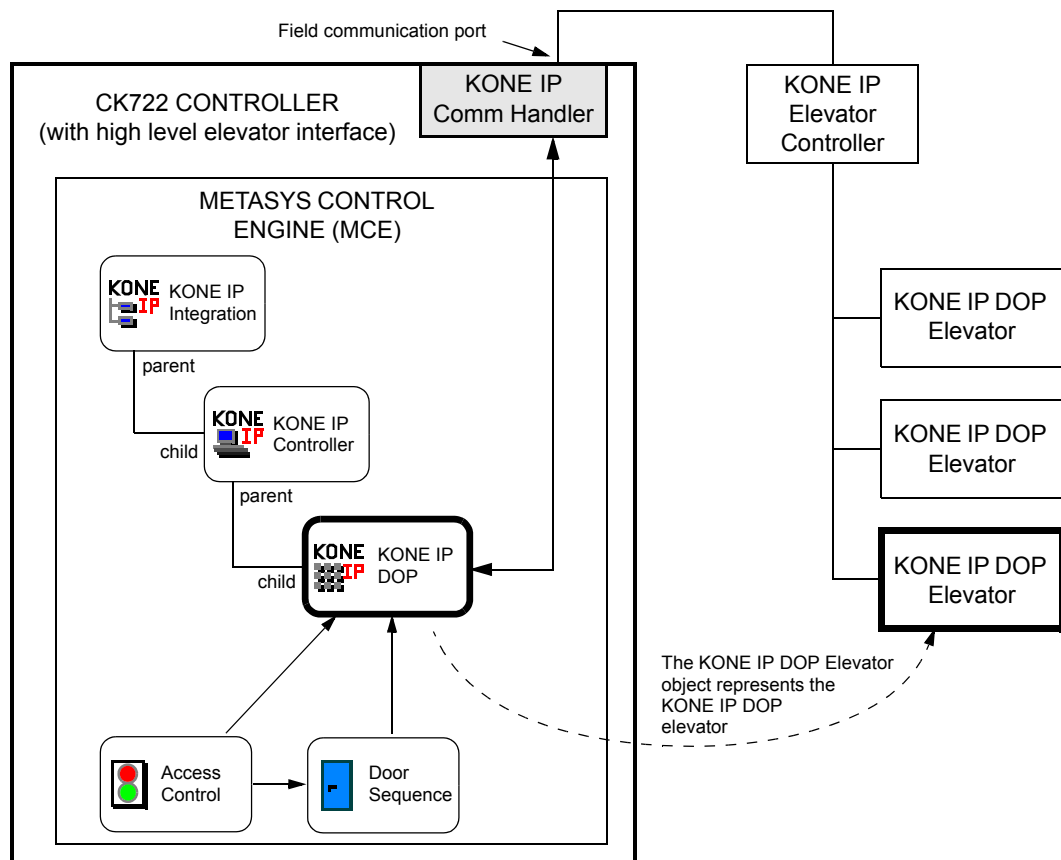 Field communication port
CK722 CONTROLLER
(with high level elevator interface)
KONE IP
Comm Handler
KONE IP
Elevator
Controller
METASYS CONTROL
ENGINE (MCE)
KONE
IP
KONE IP
Integration
parent
child
KONE
IP
KONE IP
Controller
parent
child
KONE
IP
KONE IP
DOP
Access
Control
Door
Sequence
KONE IP DOP
Elevator
KONE IP DOP
Elevator
KONE IP DOP
Elevator
The KONE IP DOP Elevator
object represents the
KONE IP DOP
elevator